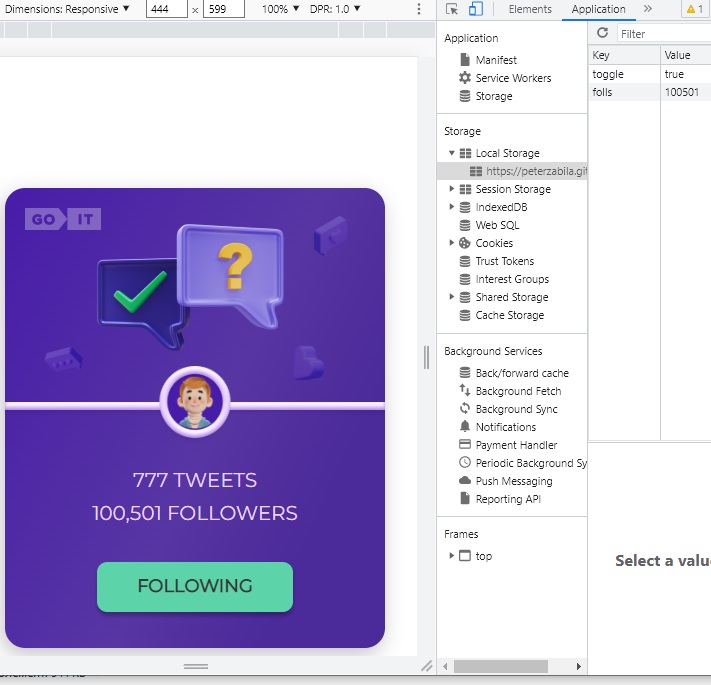 Dimensions: Responsive ▼ 444 x 599 100% ▼ DPR: 1.0 ▼
Elements Application » 1
GO IT
?
777 TWEETS
100,501 FOLLOWERS
FOLLOWING
Application
Manifest
Service Workers
Storage
Storage
Local Storage
https://peterzabila.git
Session Storage
IndexedDB
Web SQL
Cookies
Trust Tokens
Interest Groups
Shared Storage
Cache Storage
Background Services
Back/forward cache
Background Fetch
Background Sync
Notifications
Payment Handler
Periodic Background Sy
Push Messaging
Reporting API
Frames
top
Filter
Key Value
toggle true
folls 100501
Select a valu